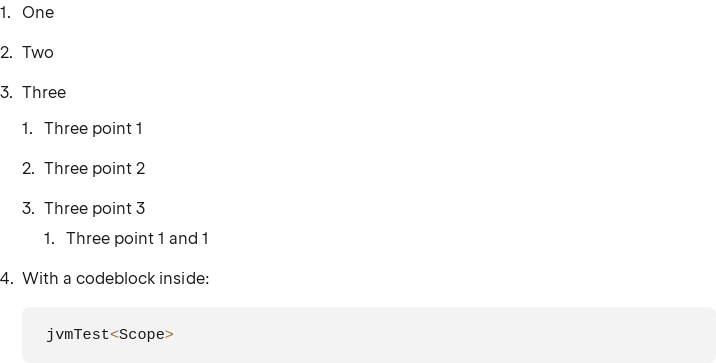 1. One
2. Two
3. Three
1. Three point 1
2. Three point 2
3. Three point 3
1. Three point 1 and 1
4. With a codeblock inside:
jvmTest<Scope>